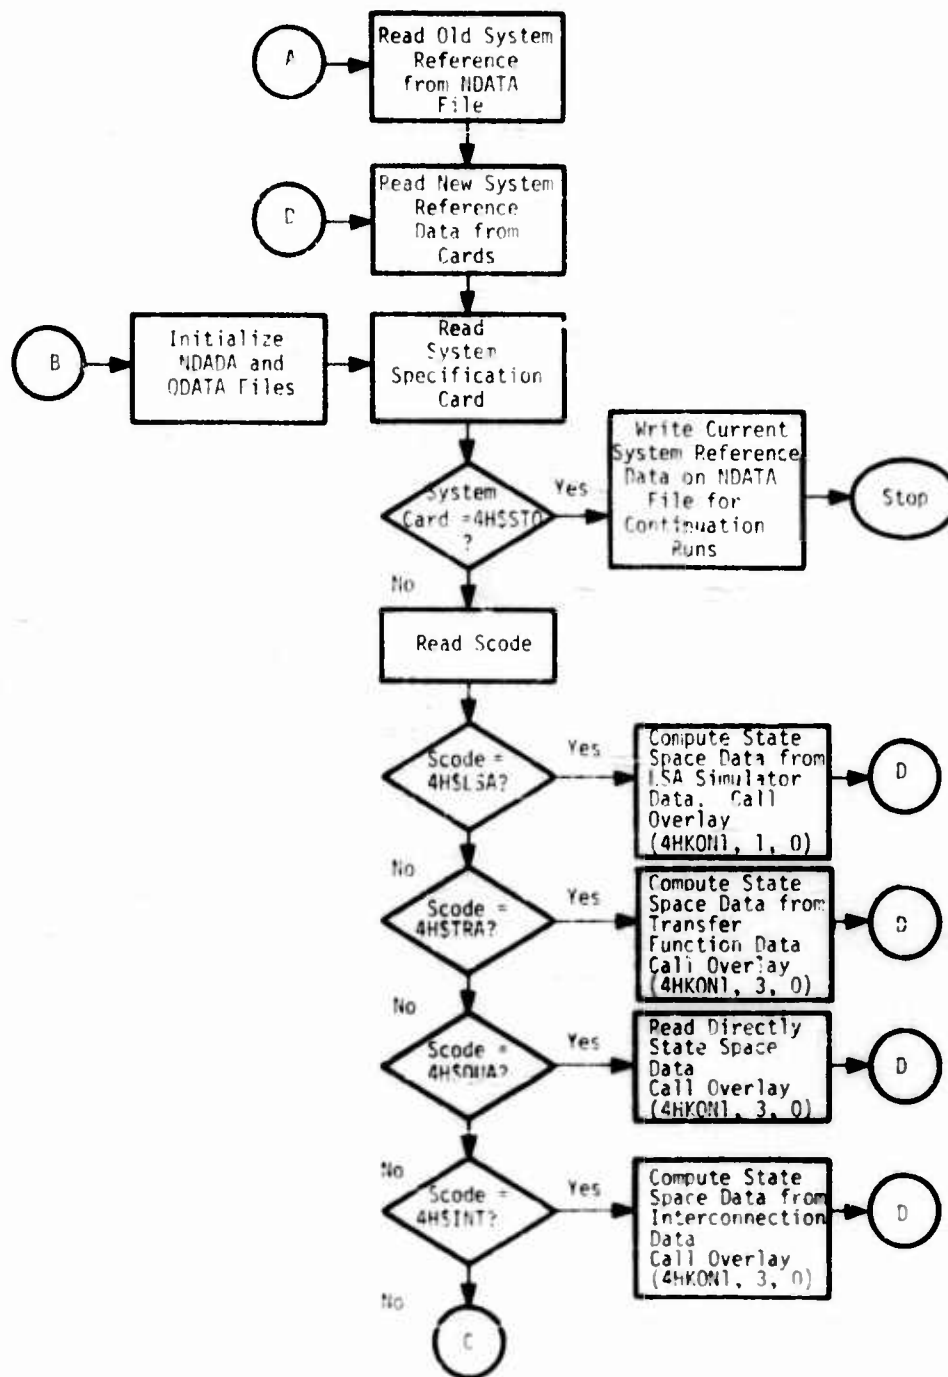 A
Read Old System
Reference
from NDATA
File
D
Read New System
Reference
Data from
Cards
B
Initialize
NDADA and
ODATA Files
Read
System
Specification
Card
System
Card =4H$STO
?
Yes
Write Current
System Reference
Data on NDATA
File for
Continuation
Runs
Stop
No
Read Scode
Scode =
4H$LSA?
Yes
Compute State
Space Data from
LSA Simulator
Data. Call
Overlay
(4HKON1, 1, 0)
D
No
Scode =
4H$TRA?
Yes
Compute State
Space Data from
Transfer
Function Data
Call Overlay
(4HKON1, 3, 0)
D
No
Scode =
Yes
Read Directly
State Space
Data
Call Overlay
(4HKON1, 3, 0)
D
No
Scode =
4H$INT?
Yes
Compute State
Space Data from
Interconnection
Data
Call Overlay
(4HKON1, 3, 0)
D
No
C